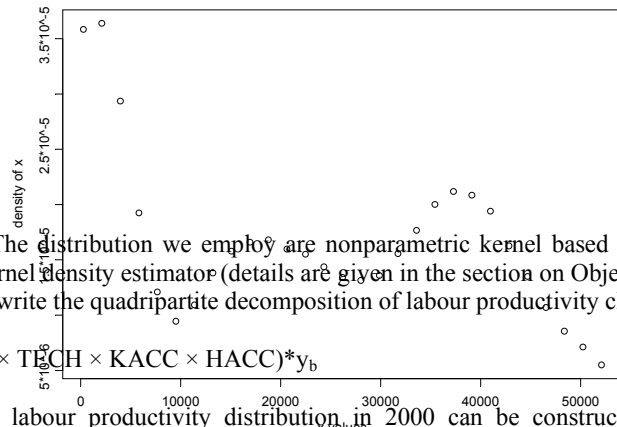 3.5*10^-5
2.5*10^-5
density of x
The distribution we employ are nonparametric kernel based
kernel density estimator (details are given in the section on Obje
write the quadripartite decomposition of labour productivity c
5*10^-6
× TECH × KACC × HACC)*yb
0 10000 20000 30000 40000 50000
labour productivity distribution in 2000 can be construc